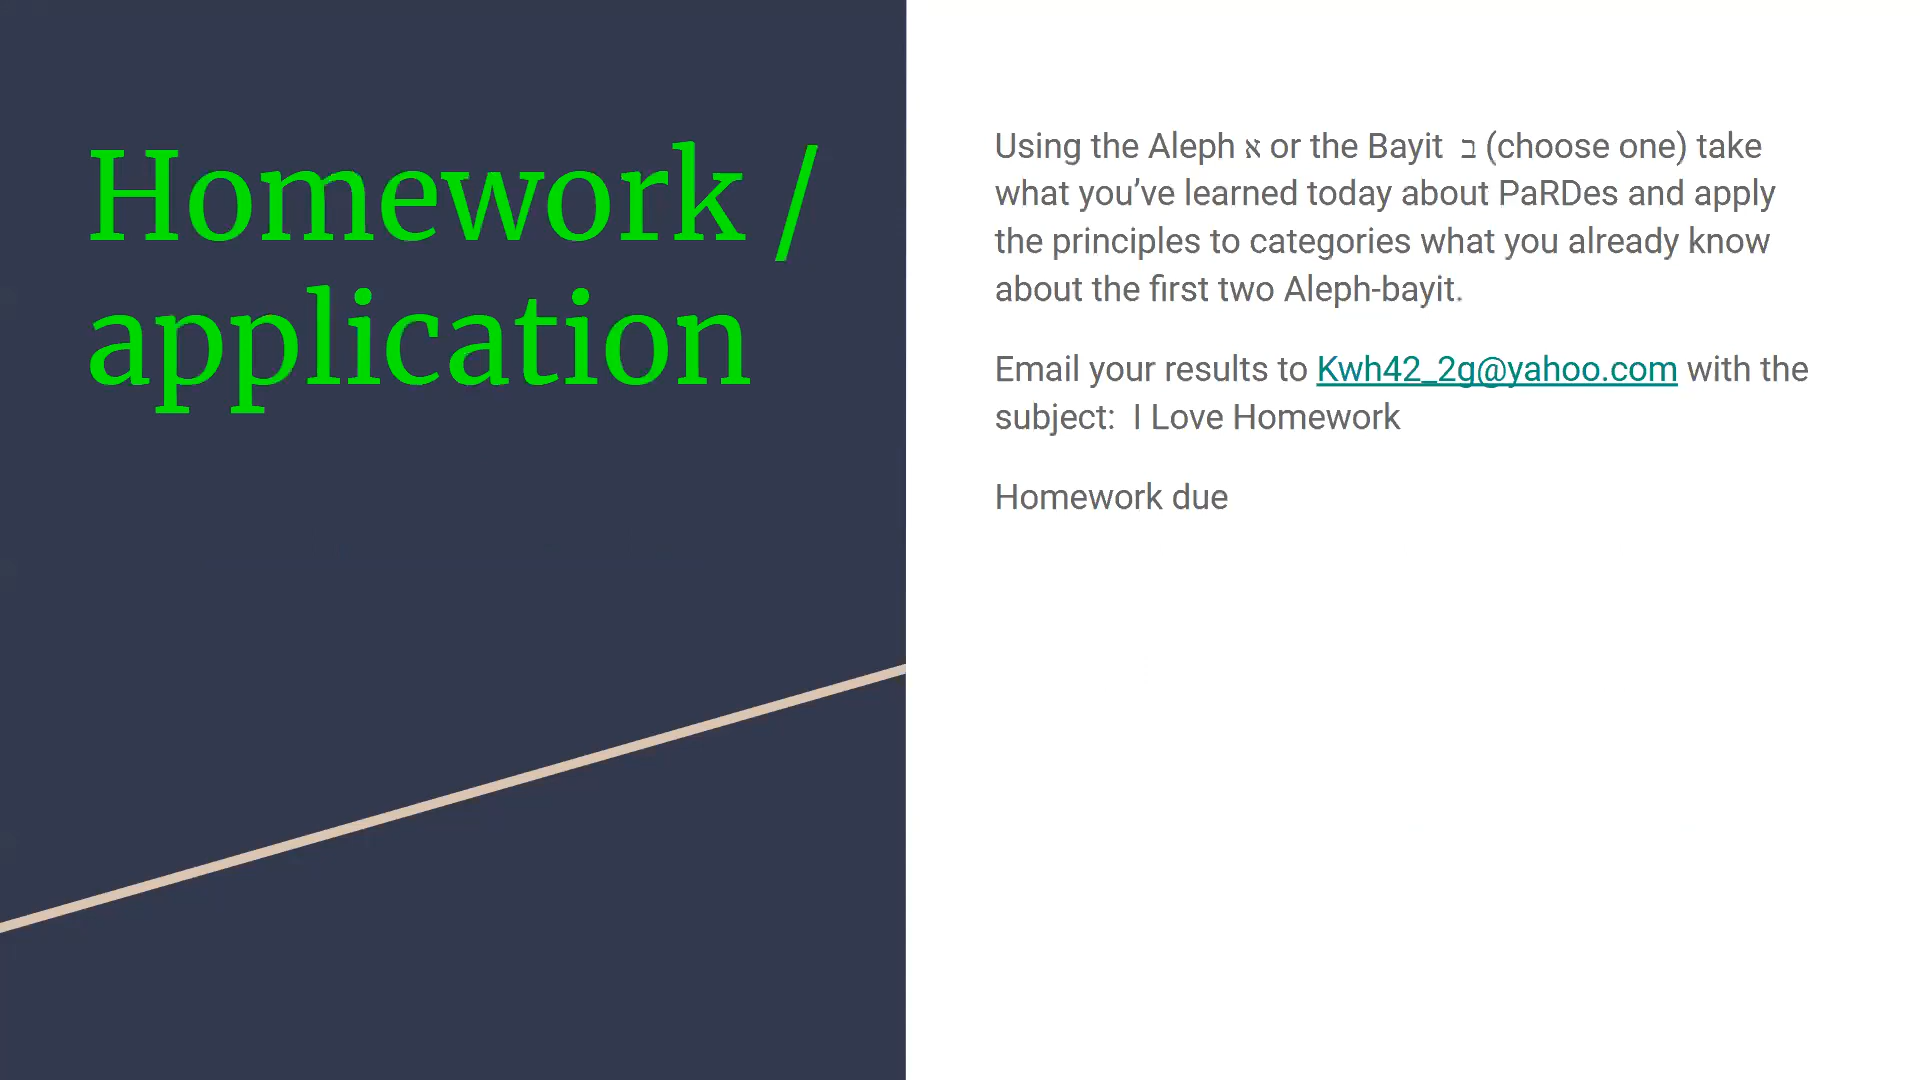 Homework /
application
Using the Aleph א or the Bayit  ב (choose one) take
what you’ve learned today about PaRDes and apply
the principles to categories what you already know
about the first two Aleph-bayit.
Email your results to Kwh42_2g@yahoo.com with the
subject:  I Love Homework
Homework due